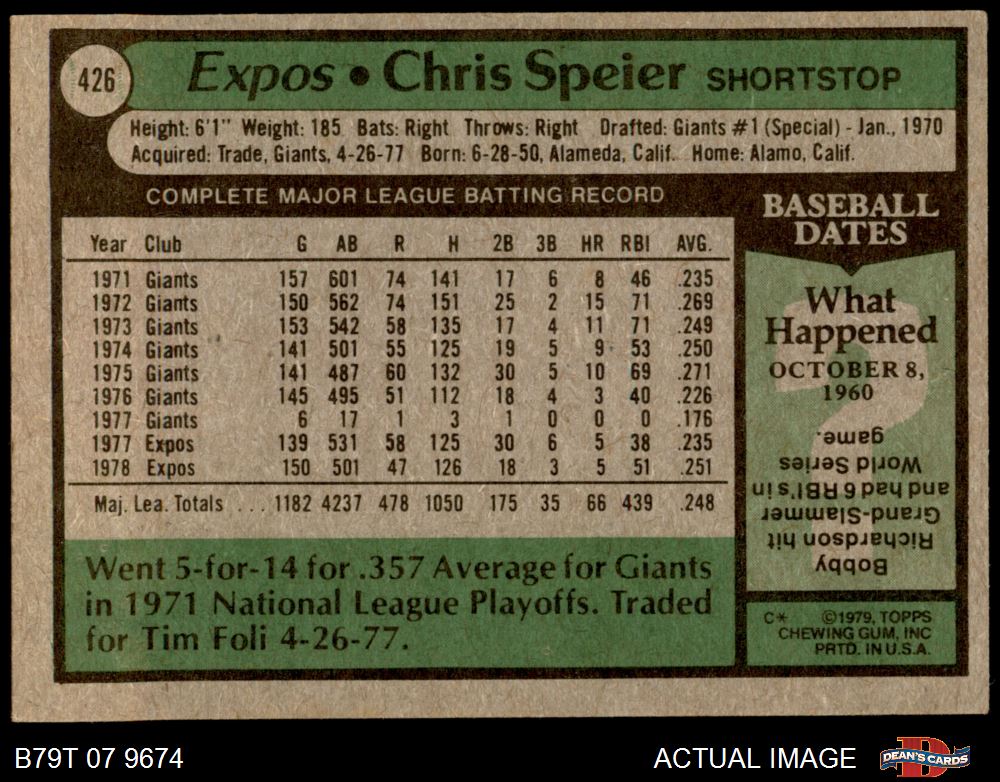 426
Expos • Chris Speier SHORTSTOP
Height: 6'1" Weight: 185 Bats: Right Throws: Right Drafted: Giants #1 (Special) - Jan., 1970
Acquired: Trade, Giants, 4-26-77 Born: 6-28-50, Alameda, Calif. Home: Alamo, Calif.
COMPLETE MAJOR LEAGUE BATTING RECORD
Year Club G AB R H 2B 3B HR RBI AVG.
1971 Giants 157 601 74 141 17 6 8 46 .235
1972 Giants 150 562 74 151 25 2 15 71 .269
1973 Giants 153 542 58 135 17 4 11 71 .249
1974 Giants 141 501 55 125 19 5 9 53 .250
1975 Giants 141 487 60 132 30 5 10 69 .271
1976 Giants 145 495 51 112 18 4 3 40 .226
1977 Giants 6 17 1 3 1 0 0 0 .176
1977 Expos 139 531 58 125 30 6 5 38 .235
1978 Expos 150 501 47 126 18 3 5 51 .251
Maj. Lea. Totals . . . 1182 4237 478 1050 175 35 66 439 .248
Went 5-for-14 for .357 Average for Giants
in 1971 National League Playoffs. Traded
for Tim Foli 4-26-77.
BASEBALL
DATES
What
Happened
OCTOBER 8,
1960
Bobby
Richardson hit
Grand-Slammer
and had 6 RBI's in
World Series
game.
C* ©1979, TOPPS
CHEWING GUM, INC
PRTD. IN U.S.A.
B79T 07 9674
ACTUAL IMAGE
D
DEAN'S CARDS